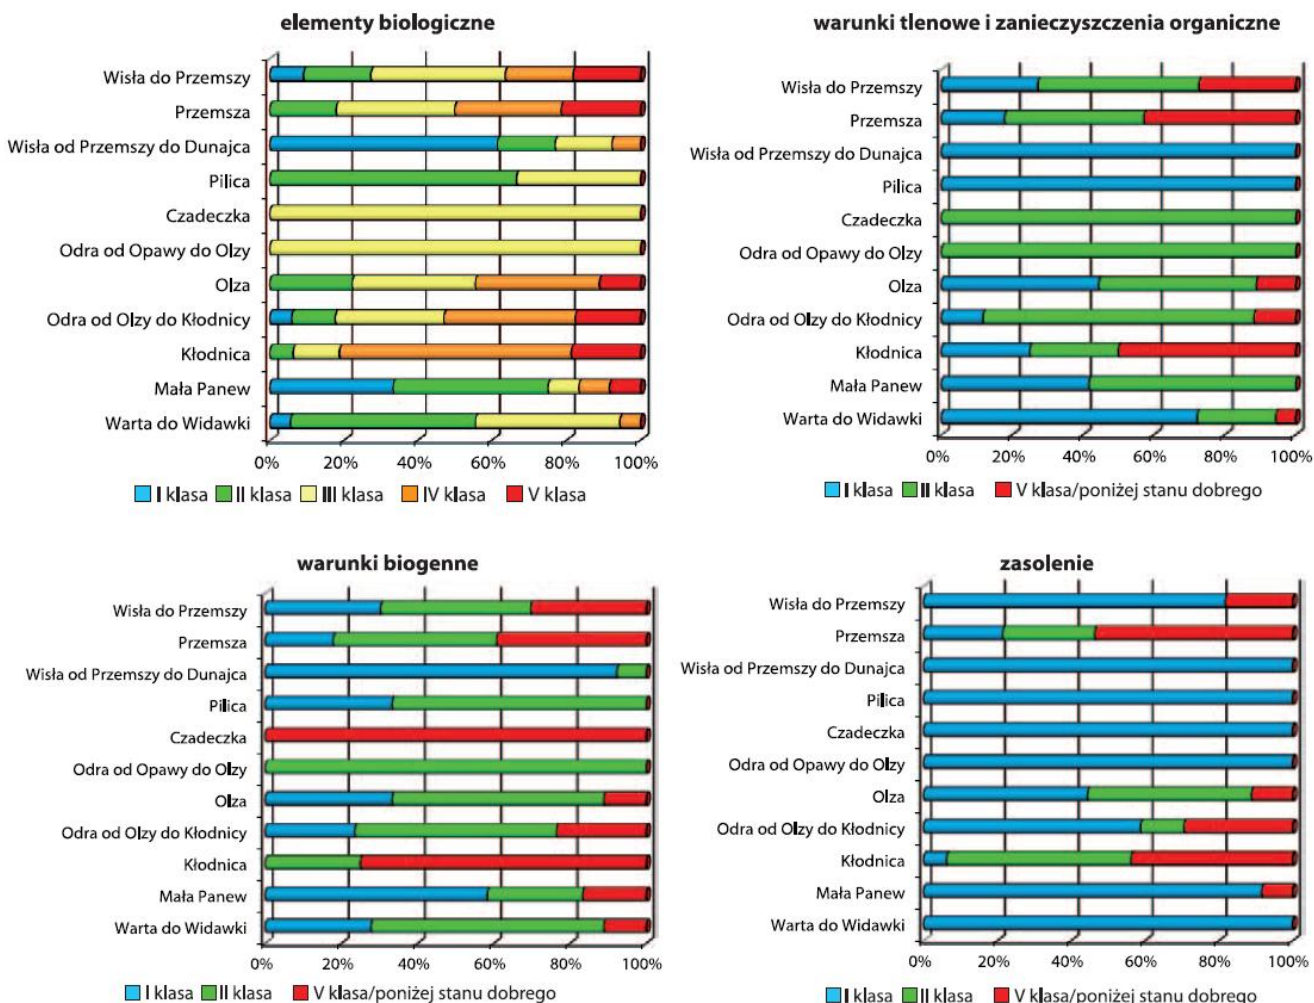 elementy biologiczne
Wisła do Przemszy
Przemsza
Wisła od Przemszy do Dunajca
Pilica
Czadeczka
Odra od Opawy do Olzy
Olza
Odra od Olzy do Kłodnicy
Kłodnica
Mała Panew
Warta do Widawki
0% 20% 40% 60% 80% 100%
I klasa II klasa III klasa IV klasa V klasa
warunki tlenowe i zanieczyszczenia organiczne
Wisła do Przemszy
Przemsza
Wisła od Przemszy do Dunajca
Pilica
Czadeczka
Odra od Opawy do Olzy
Olza
Odra od Olzy do Kłodnicy
Kłodnica
Mała Panew
Warta do Widawki
0% 20% 40% 60% 80% 100%
I klasa II klasa V klasa/poniżej stanu dobrego
warunki biogenne
Wisła do Przemszy
Przemsza
Wisła od Przemszy do Dunajca
Pilica
Czadeczka
Odra od Opawy do Olzy
Olza
Odra od Olzy do Kłodnicy
Kłodnica
Mała Panew
Warta do Widawki
0% 20% 40% 60% 80% 100%
I klasa II klasa V klasa/poniżej stanu dobrego
zasolenie
Wisła do Przemszy
Przemsza
Wisła od Przemszy do Dunajca
Pilica
Czadeczka
Odra od Opawy do Olzy
Olza
Odra od Olzy do Kłodnicy
Kłodnica
Mała Panew
Warta do Widawki
0% 20% 40% 60% 80% 100%
I klasa II klasa V klasa/poniżej stanu dobrego